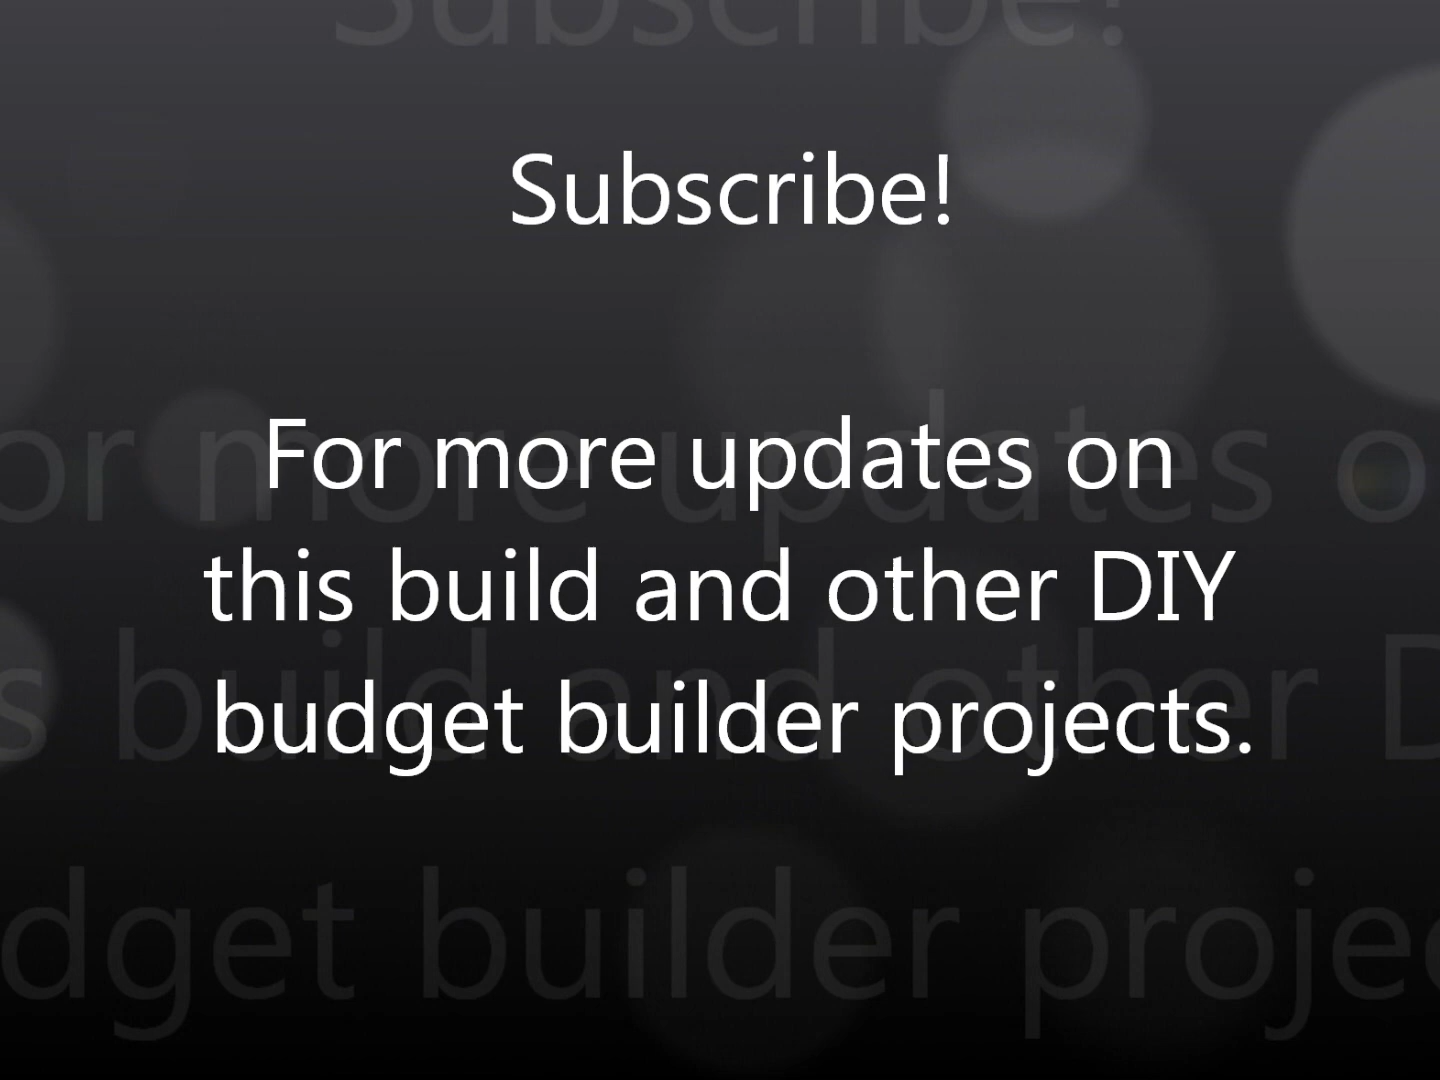 Subscribe!
For more updates on
this build and other DIY
budget builder projects.